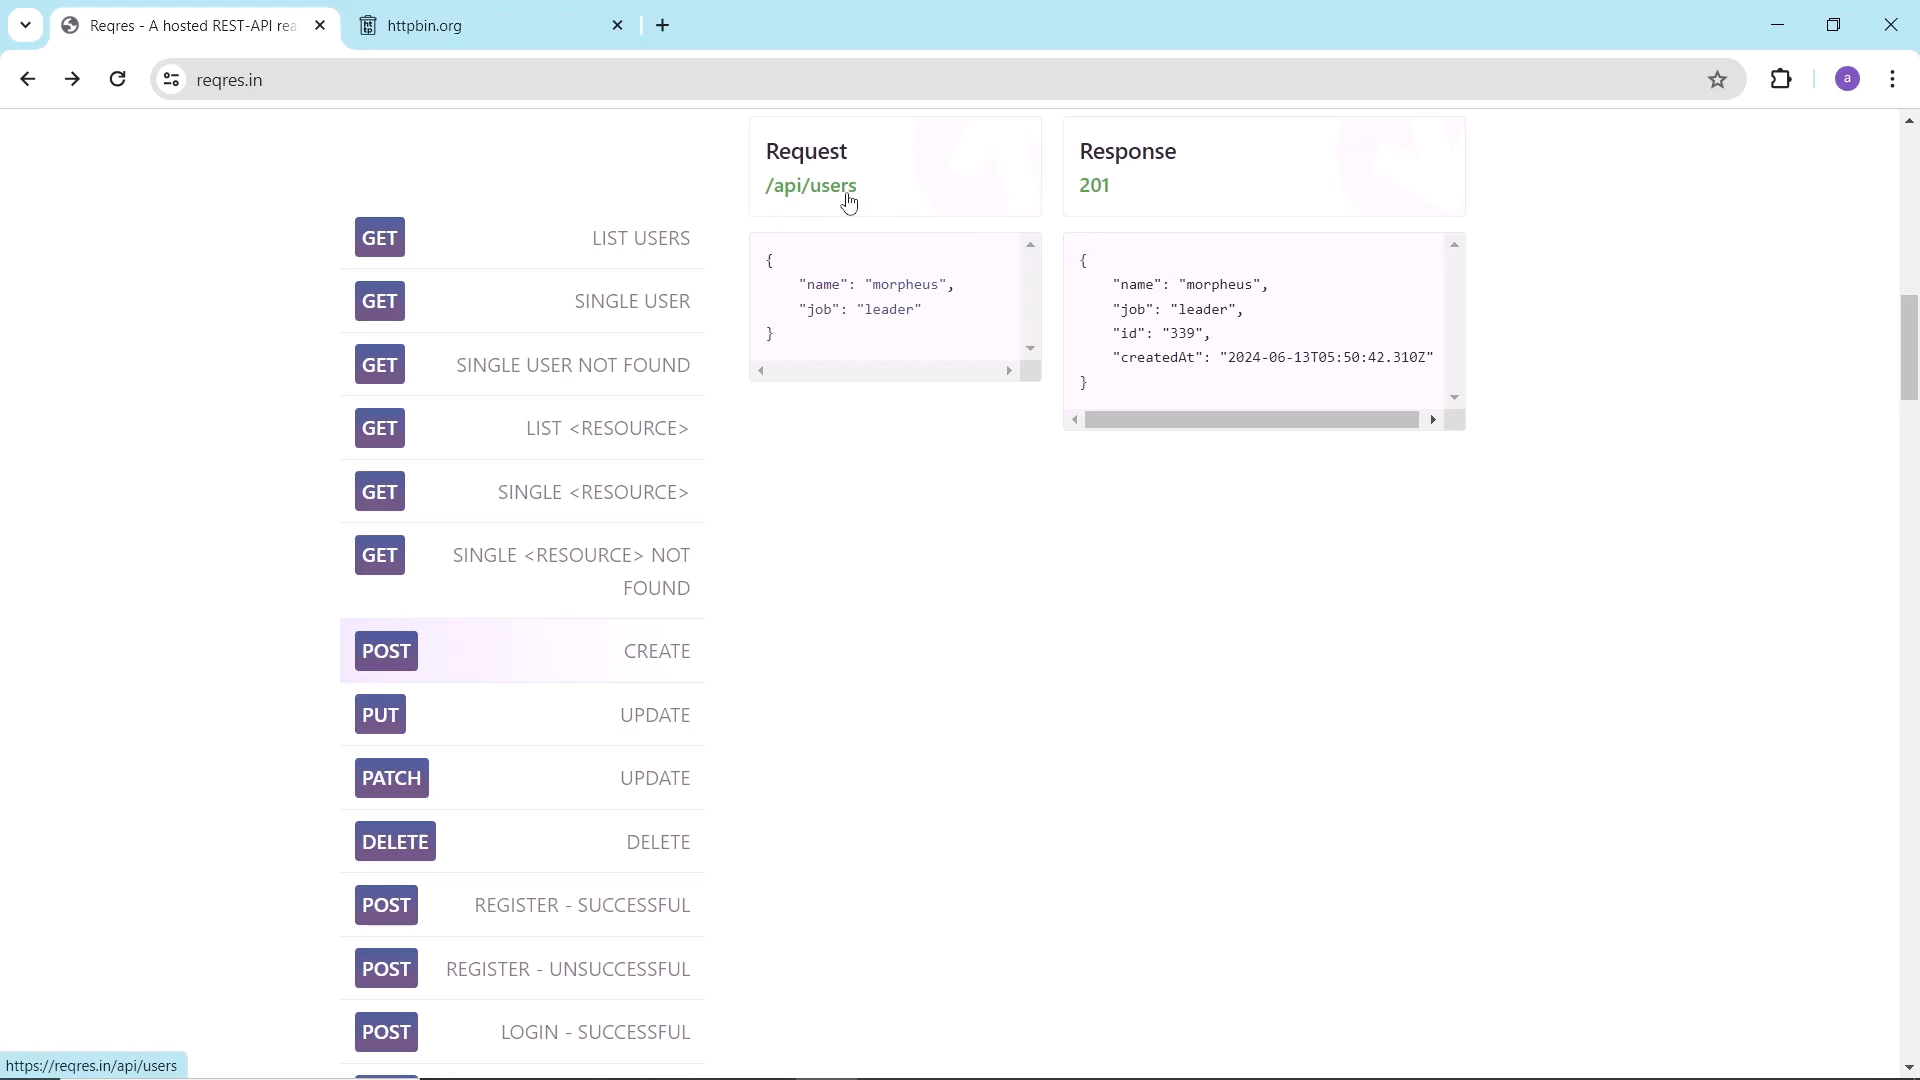 Reqres - A hosted REST-API rea
httpbin.org
reqres.in
a
Request
/api/users
Response
201
{
"name": "morpheus",
"job": "leader"
}
{
"name": "morpheus",
"job": "leader",
"id": "339",
"createdAt": "2024-06-13T05:50:42.310Z"
}
GET LIST USERS
GET SINGLE USER
GET SINGLE USER NOT FOUND
GET LIST <RESOURCE>
GET SINGLE <RESOURCE>
GET SINGLE <RESOURCE> NOT
FOUND
POST CREATE
PUT UPDATE
PATCH UPDATE
DELETE DELETE
POST REGISTER - SUCCESSFUL
POST REGISTER - UNSUCCESSFUL
POST LOGIN - SUCCESSFUL
https://reqres.in/api/users